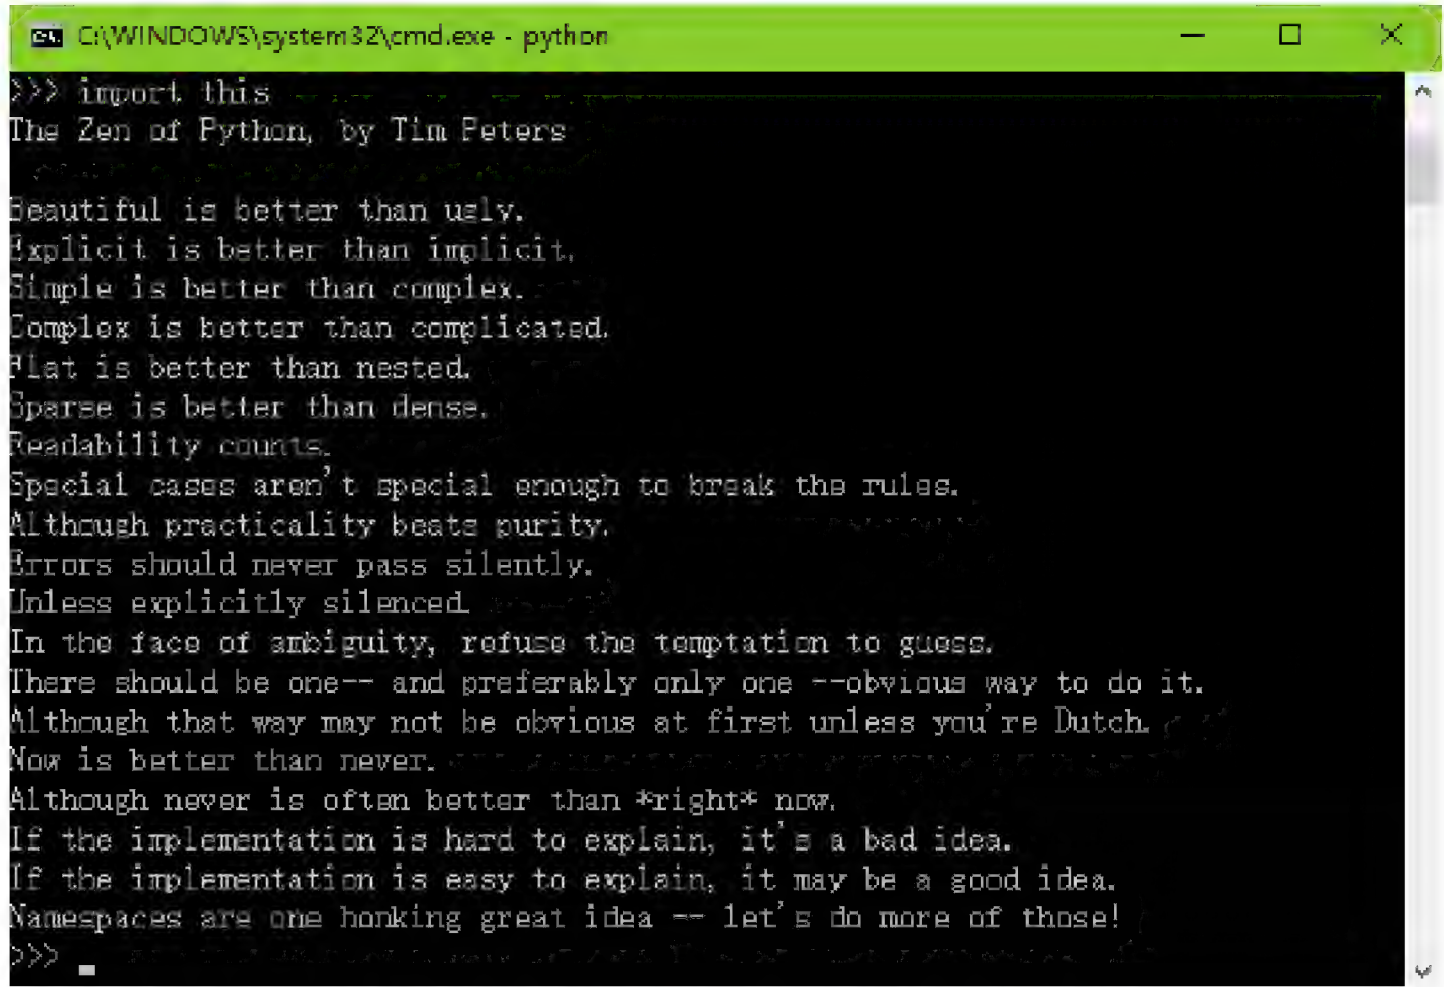 C:\WINDOWS\system32\cmd.exe - python
>>> import this
The Zen of Python, by Tim Peters
Beautiful is better than ugly.
Explicit is better than implicit.
Simple is better than complex.
Complex is better than complicated.
Flat is better than nested.
Sparse is better than dense.
Readability counts.
Special cases aren't special enough to break the rules.
Although practicality beats purity.
Errors should never pass silently.
Unless explicitly silenced.
In the face of ambiguity, refuse the temptation to guess.
There should be one-- and preferably only one --obvious way to do it.
Although that way may not be obvious at first unless you're Dutch.
Now is better than never.
Although never is often better than *right* now.
If the implementation is hard to explain, it's a bad idea.
If the implementation is easy to explain, it may be a good idea.
Namespaces are one honking great idea -- let's do more of those!
>>>